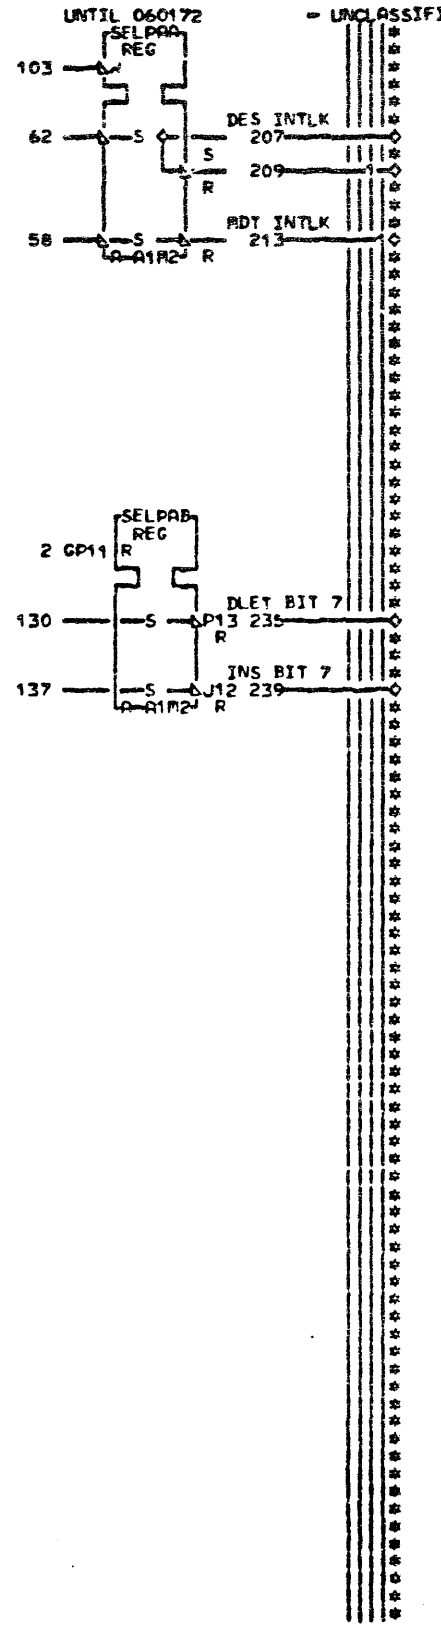 UNTIL 060172 - UNCLASSIFI
SELPAA
REG
103
DES INTLK
62 S 207
S
209
R
MDT INTLK
58 S 213
A-A1M2 R
SELPAB
REG
2 GP11 R
DLET BIT 7
130 S P13 235
R
INS BIT 7
137 S J12 239
A-A1M2 R